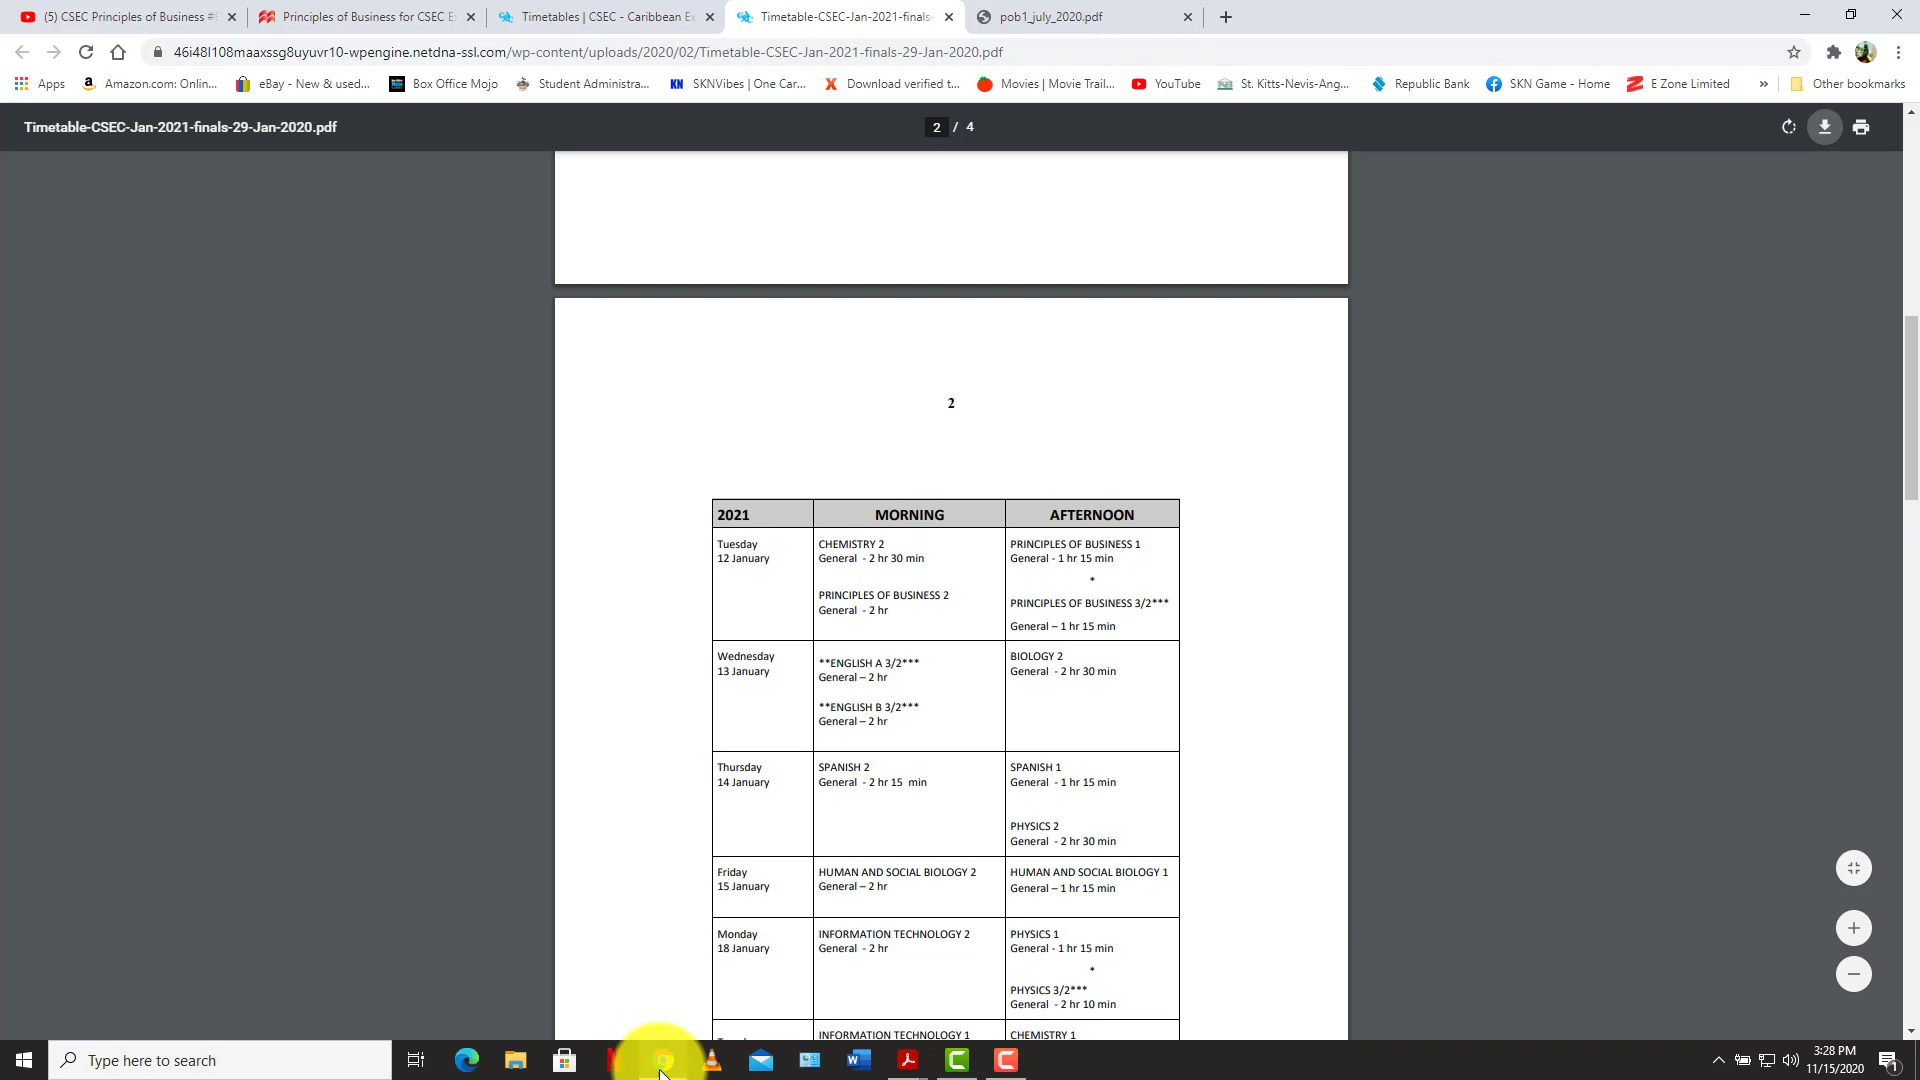 (5) CSEC Principles of Business #
Principles of Business for CSEC E
Timetables | CSEC - Caribbean Ex
Timetable-CSEC-Jan-2021-finals-
pob1_july_2020.pdf
46i48l108maaxssg8uyuvr10-wpengine.netdna-ssl.com/wp-content/uploads/2020/02/Timetable-CSEC-Jan-2021-finals-29-Jan-2020.pdf
Apps
Amazon.com: Onlin...
eBay - New & used...
Box Office Mojo
Student Administra...
KN SKNVibes | One Car...
Download verified t...
Movies | Movie Trail...
YouTube
St. Kitts-Nevis-Ang...
Republic Bank
SKN Game - Home
E Zone Limited
»
Other bookmarks
Timetable-CSEC-Jan-2021-finals-29-Jan-2020.pdf
2 / 4
2
2021 MORNING AFTERNOON
Tuesday
12 January
CHEMISTRY 2
General - 2 hr 30 min
PRINCIPLES OF BUSINESS 2
General - 2 hr
PRINCIPLES OF BUSINESS 1
General - 1 hr 15 min
*
PRINCIPLES OF BUSINESS 3/2***
General – 1 hr 15 min
Wednesday
13 January
**ENGLISH A 3/2***
General – 2 hr
**ENGLISH B 3/2***
General – 2 hr
BIOLOGY 2
General - 2 hr 30 min
Thursday
14 January
SPANISH 2
General - 2 hr 15 min
SPANISH 1
General - 1 hr 15 min
PHYSICS 2
General - 2 hr 30 min
Friday
15 January
HUMAN AND SOCIAL BIOLOGY 2
General – 2 hr
HUMAN AND SOCIAL BIOLOGY 1
General – 1 hr 15 min
Monday
18 January
INFORMATION TECHNOLOGY 2
General - 2 hr
PHYSICS 1
General - 1 hr 15 min
*
PHYSICS 3/2***
General - 2 hr 10 min
INFORMATION TECHNOLOGY 1
CHEMISTRY 1
Type here to search
3:28 PM
11/15/2020
1